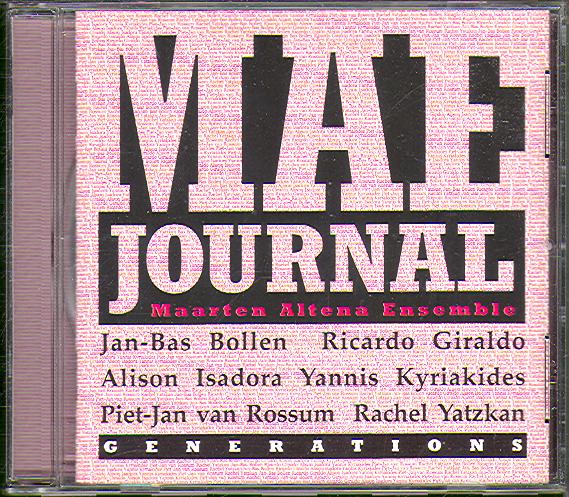 MAE
JOURNAL
Maarten Altena Ensemble
Jan-Bas Bollen Ricardo Giraldo
Alison Isadora Yannis Kyriakides
Piet-Jan van Rossum Rachel Yatzkan
GENERATIONS